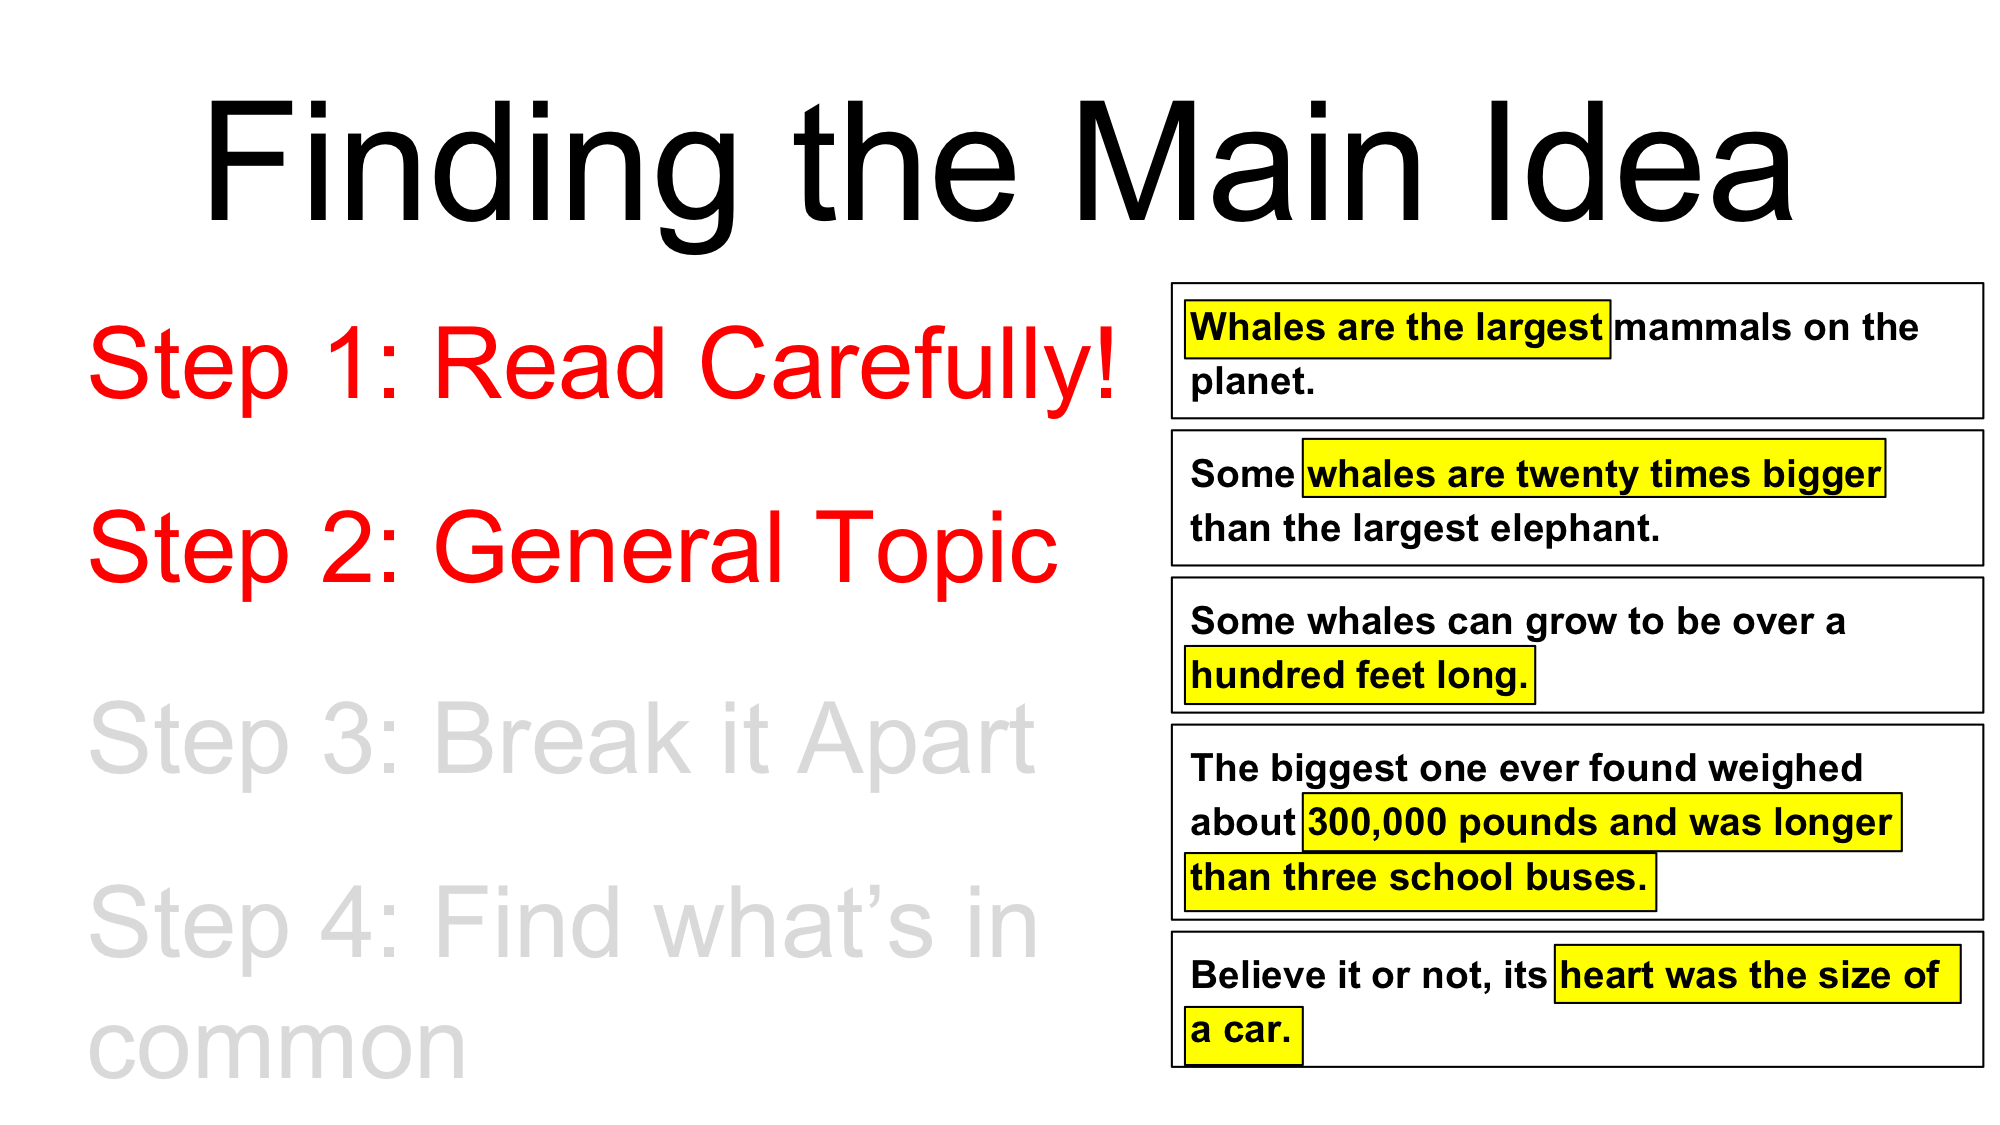 Finding the Main Idea
Step 1: Read Carefully!
Step 2: General Topic
Step 3: Break it Apart
Step 4: Find what’s in
common
Whales are the largest mammals on the
planet.
Some whales are twenty times bigger
than the largest elephant.
Some whales can grow to be over a
hundred feet long.
The biggest one ever found weighed
about 300,000 pounds and was longer
than three school buses.
Believe it or not, its heart was the size of
a car.